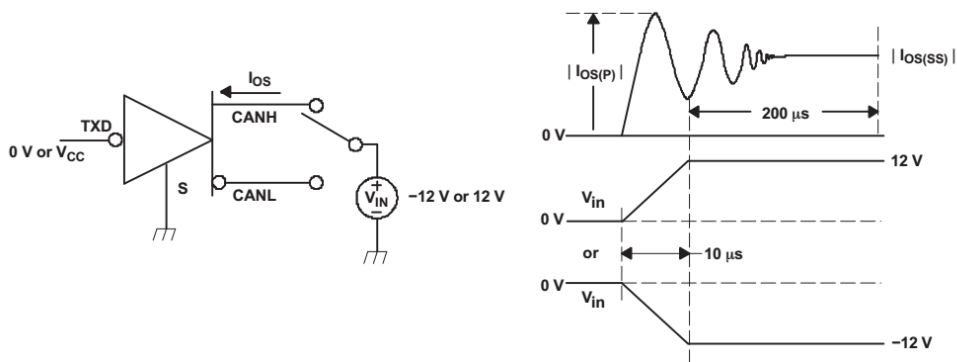 I_OS
CANH
TXD
0 V or V_CC
S
CANL
+
V_IN
−
−12 V or 12 V
| I_OS(P) |
| I_OS(SS) |
200 μs
0 V
12 V
V_in
0 V
or
10 μs
0 V
V_in
−12 V